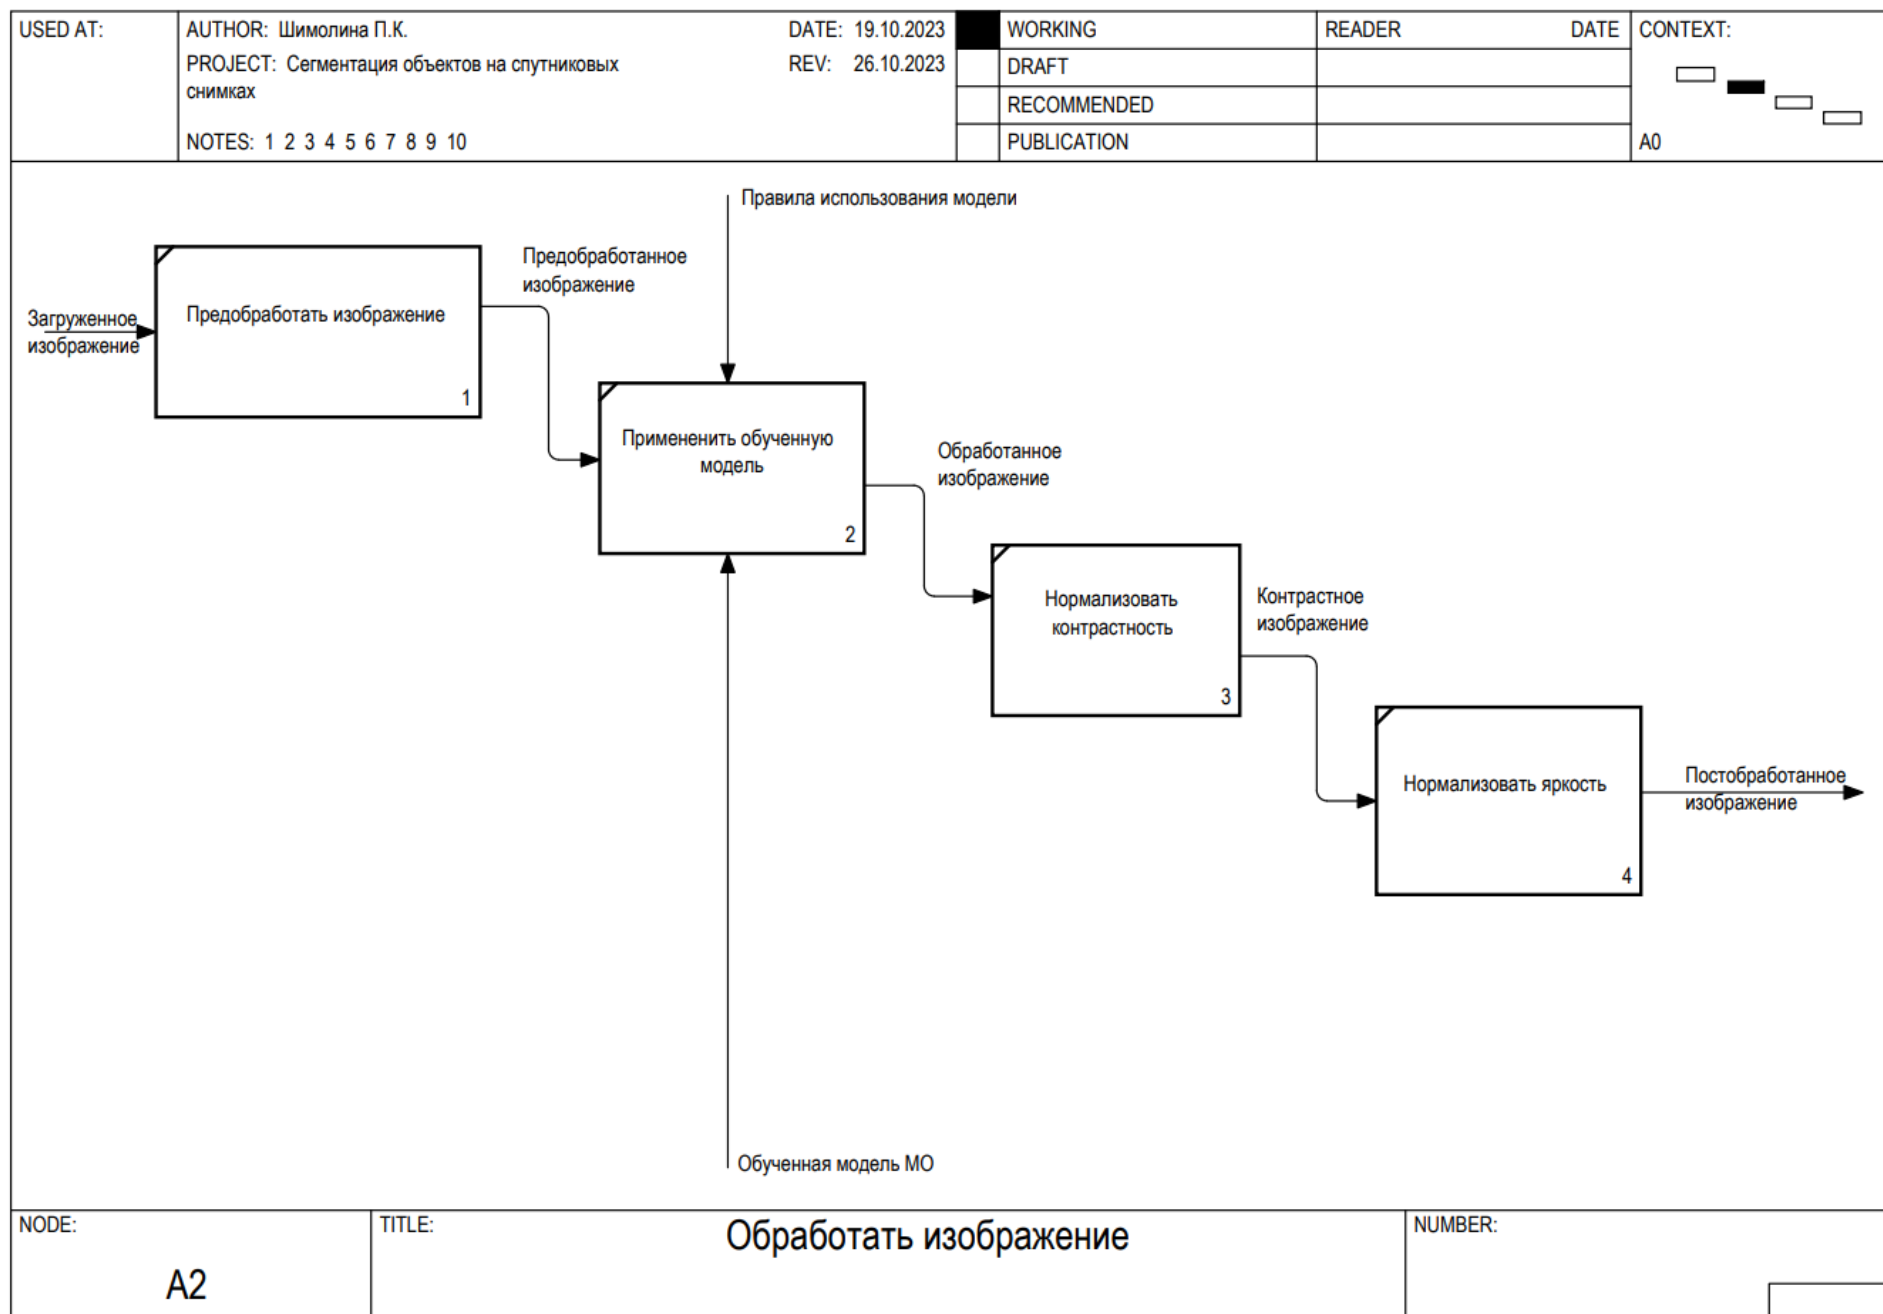 USED AT:
AUTHOR: Шимолина П.К.
DATE: 19.10.2023
PROJECT: Сегментация объектов на спутниковых
снимках
REV: 26.10.2023
NOTES: 1 2 3 4 5 6 7 8 9 10
WORKING
DRAFT
RECOMMENDED
PUBLICATION
READER
DATE
CONTEXT:
A0
Правила использования модели
Загруженное
изображение
Предобработать изображение
1
Предобработанное
изображение
Примененить обученную
модель
2
Обработанное
изображение
Нормализовать
контрастность
3
Контрастное
изображение
Нормализовать яркость
4
Постобработанное
изображение
Обученная модель МО
NODE:
A2
TITLE:
Обработать изображение
NUMBER: